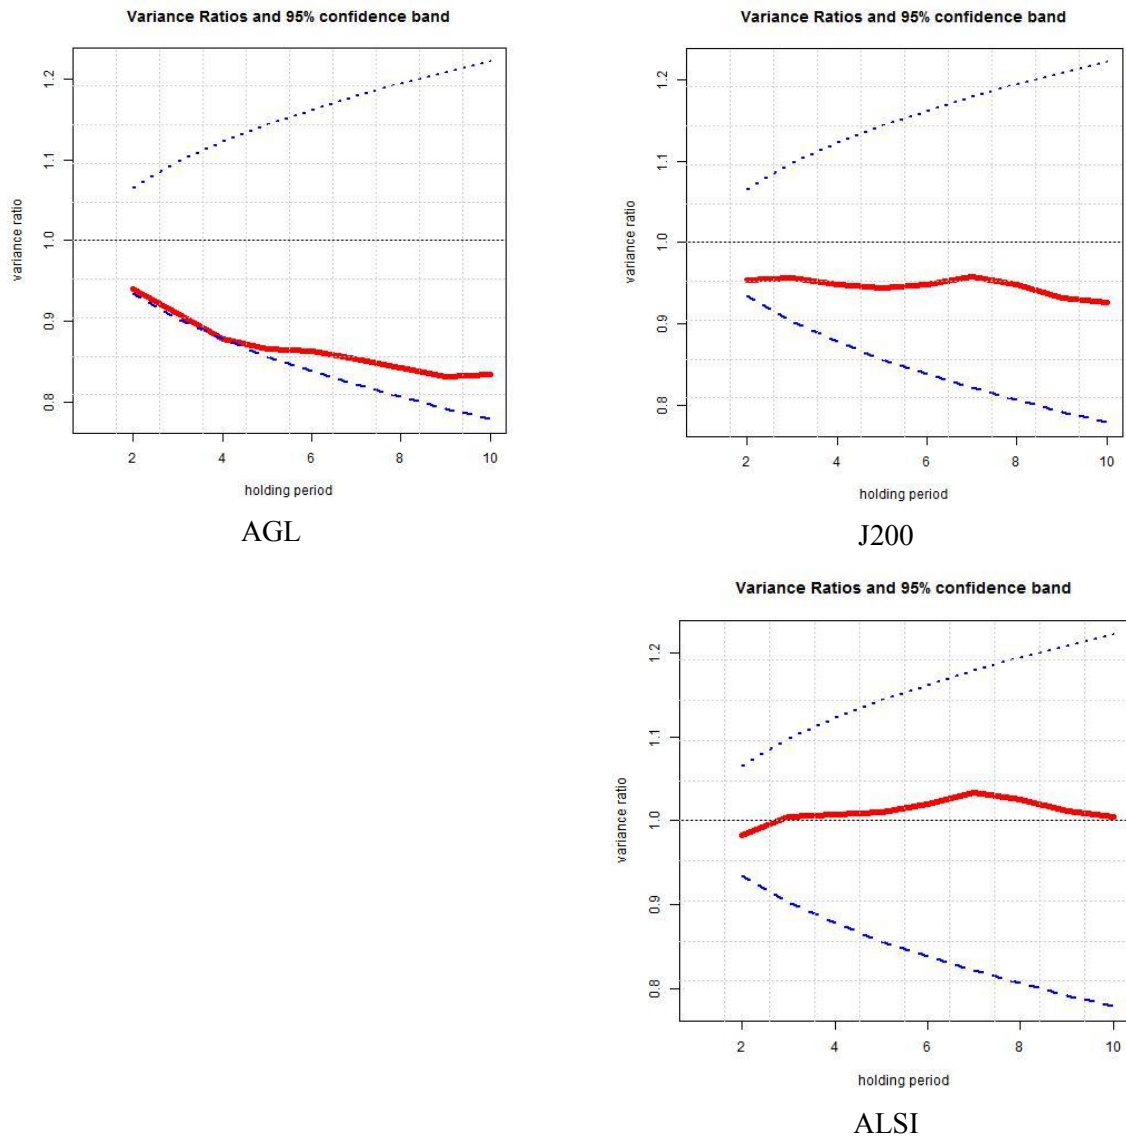 Variance Ratios and 95% confidence band
variance ratio
1.2
1.1
1.0
0.9
0.8
2 4 6 8 10
holding period
AGL
Variance Ratios and 95% confidence band
variance ratio
1.2
1.1
1.0
0.9
0.8
2 4 6 8 10
holding period
J200
Variance Ratios and 95% confidence band
variance ratio
1.2
1.1
1.0
0.9
0.8
2 4 6 8 10
holding period
ALSI